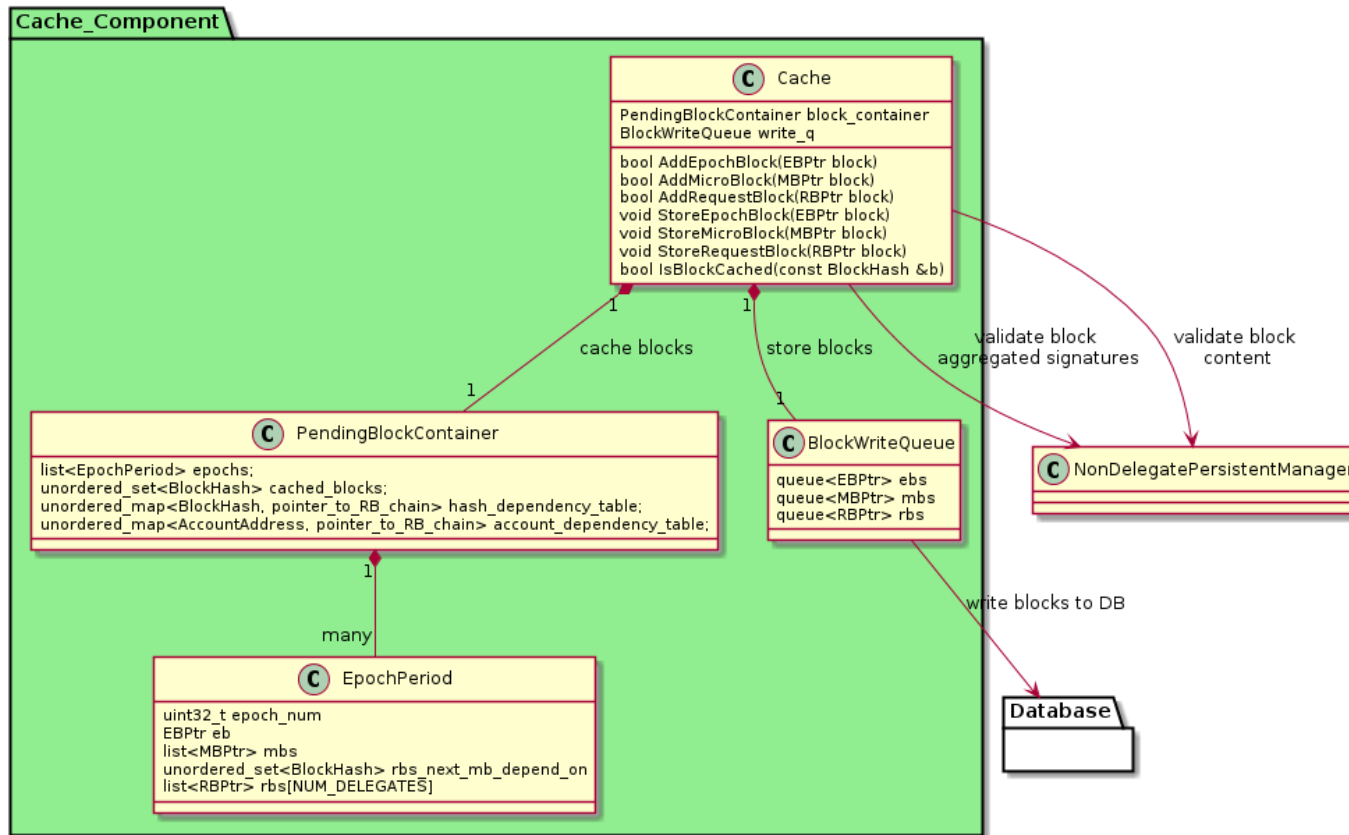 Cache_Component
C Cache
PendingBlockContainer block_container
BlockWriteQueue write_q
bool AddEpochBlock(EBPtr block)
bool AddMicroBlock(MBPtr block)
bool AddRequestBlock(RBPtr block)
void StoreEpochBlock(EBPtr block)
void StoreMicroBlock(MBPtr block)
void StoreRequestBlock(RBPtr block)
bool IsBlockCached(const BlockHash &b)
1
1
cache blocks
store blocks
validate block
aggregated signatures
validate block
content
1
1
C PendingBlockContainer
list<EpochPeriod> epochs;
unordered_set<BlockHash> cached_blocks;
unordered_map<BlockHash, pointer_to_RB_chain> hash_dependency_table;
unordered_map<AccountAddress, pointer_to_RB_chain> account_dependency_table;
C BlockWriteQueue
queue<EBPtr> ebs
queue<MBPtr> mbs
queue<RBPtr> rbs
C NonDelegatePersistentManager
1
many
write blocks to DB
C EpochPeriod
uint32_t epoch_num
EBPtr eb
list<MBPtr> mbs
unordered_set<BlockHash> rbs_next_mb_depend_on
list<RBPtr> rbs[NUM_DELEGATES]
Database